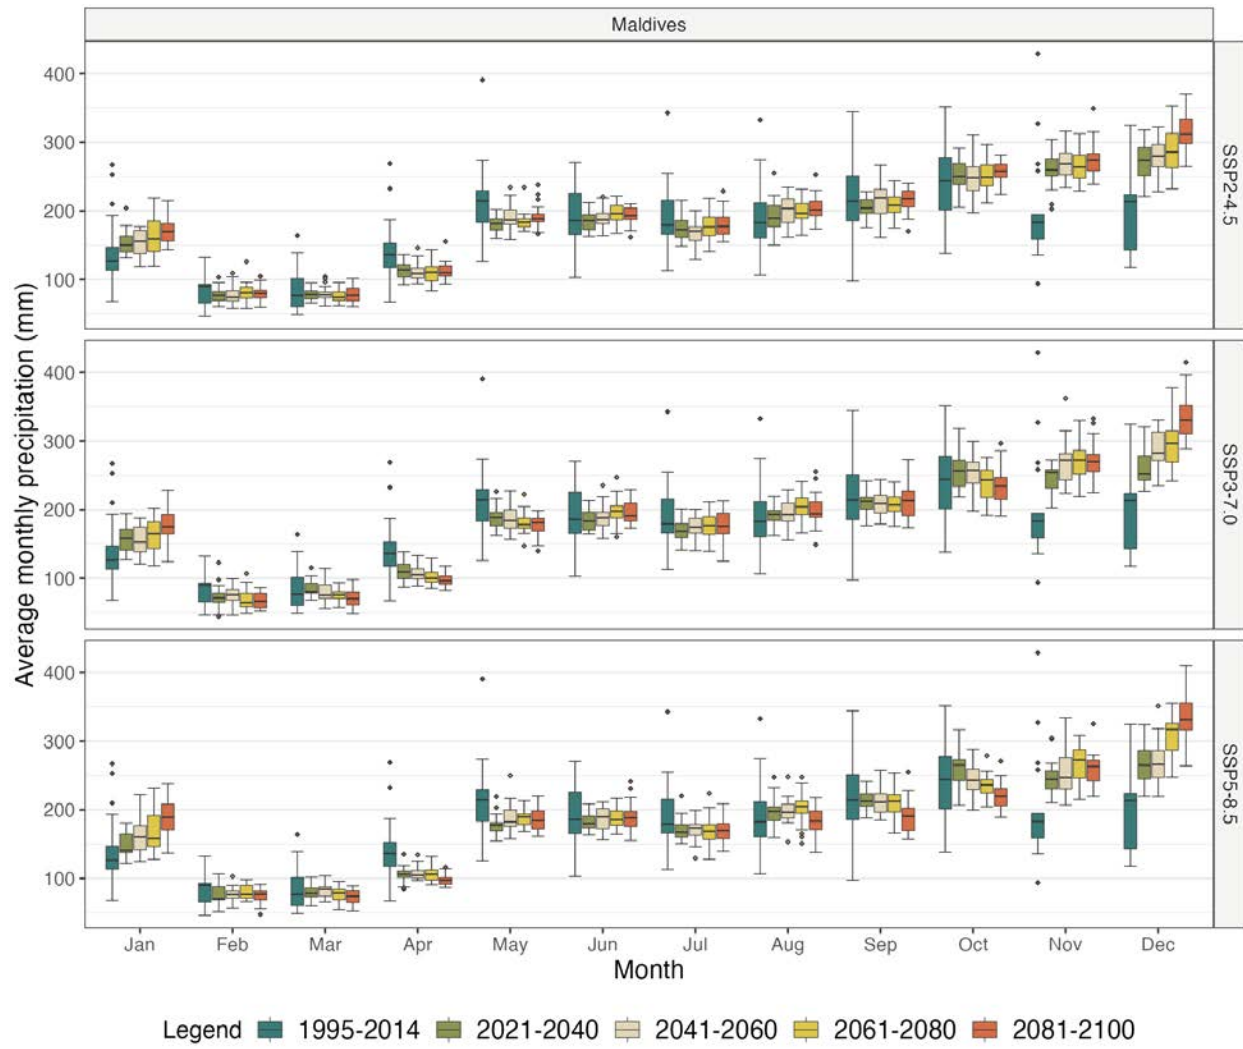 Maldives
Average monthly precipitation (mm)
400
300
200
100
SSP2-4.5
400
300
200
100
SSP3-7.0
400
300
200
100
SSP5-8.5
Jan Feb Mar Apr May Jun Jul Aug Sep Oct Nov Dec
Month
Legend 1995-2014 2021-2040 2041-2060 2061-2080 2081-2100